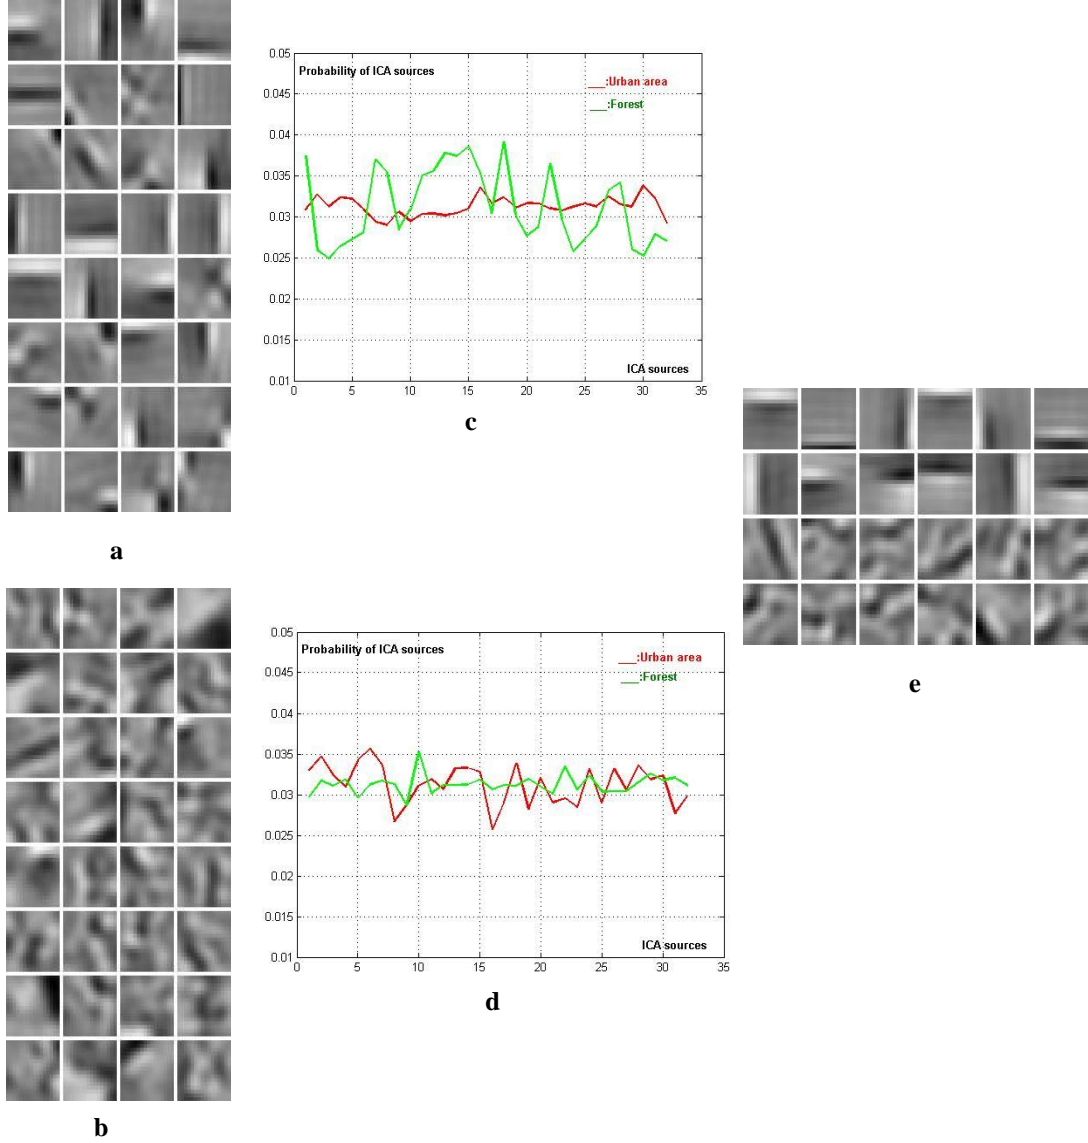 0.05
Probability of ICA sources
___:Urban area
0.045
___:Forest
0.04
0.035
0.03
0.025
0.02
0.015
ICA sources
0.01
0 5 10 15 20 25 30 35
c
a
e
0.05
Probability of ICA sources
___:Urban area
0.045
___:Forest
0.04
0.035
0.03
0.025
0.02
0.015
ICA sources
0.01
0 5 10 15 20 25 30 35
d
b